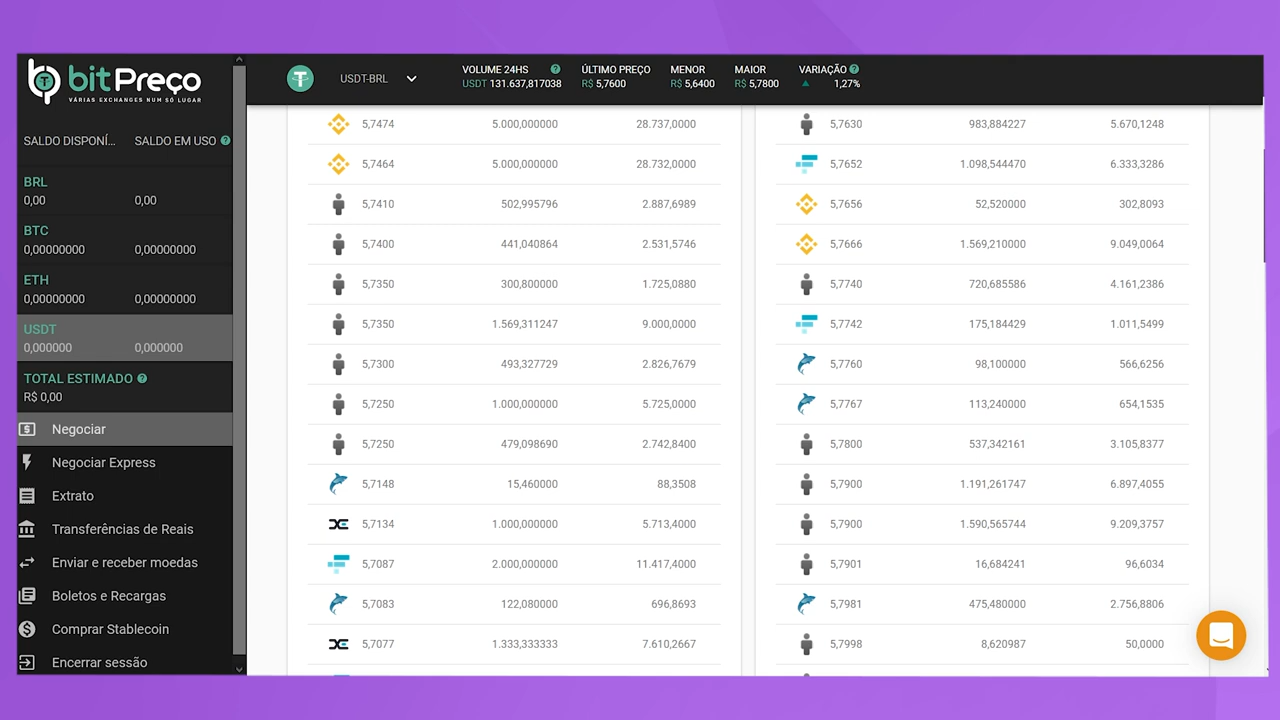 bitPreço
VÁRIAS EXCHANGES NUM SÓ LUGAR
SALDO DISPONÍ... SALDO EM USO ?
BRL
0,00 0,00
BTC
0,00000000 0,00000000
ETH
0,00000000 0,00000000
USDT
0,000000 0,000000
TOTAL ESTIMADO ?
R$ 0,00
Negociar
Negociar Express
Extrato
Transferências de Reais
Enviar e receber moedas
Boletos e Recargas
Comprar Stablecoin
Encerrar sessão
USDT-BRL
VOLUME 24HS ? ÚLTIMO PREÇO MENOR MAIOR VARIAÇÃO ?
USDT 131.637,817038 R$ 5,7600 R$ 5,6400 R$ 5,7800 1,27%
5,7474 5.000,000000 28.737,0000
5,7464 5.000,000000 28.732,0000
5,7410 502,995796 2.887,6989
5,7400 441,040864 2.531,5746
5,7350 300,800000 1.725,0880
5,7350 1.569,311247 9.000,0000
5,7300 493,327729 2.826,7679
5,7250 1.000,000000 5.725,0000
5,7250 479,098690 2.742,8400
5,7148 15,460000 88,3508
5,7134 1.000,000000 5.713,4000
5,7087 2.000,000000 11.417,4000
5,7083 122,080000 696,8693
5,7077 1.333,333333 7.610,2667
5,7630 983,884227 5.670,1248
5,7652 1.098,544470 6.333,3286
5,7656 52,520000 302,8093
5,7666 1.569,210000 9.049,0064
5,7740 720,685586 4.161,2386
5,7742 175,184429 1.011,5499
5,7760 98,100000 566,6256
5,7767 113,240000 654,1535
5,7800 537,342161 3.105,8377
5,7900 1.191,261747 6.897,4055
5,7900 1.590,565744 9.209,3757
5,7901 16,684241 96,6034
5,7981 475,480000 2.756,8806
5,7998 8,620987 50,0000